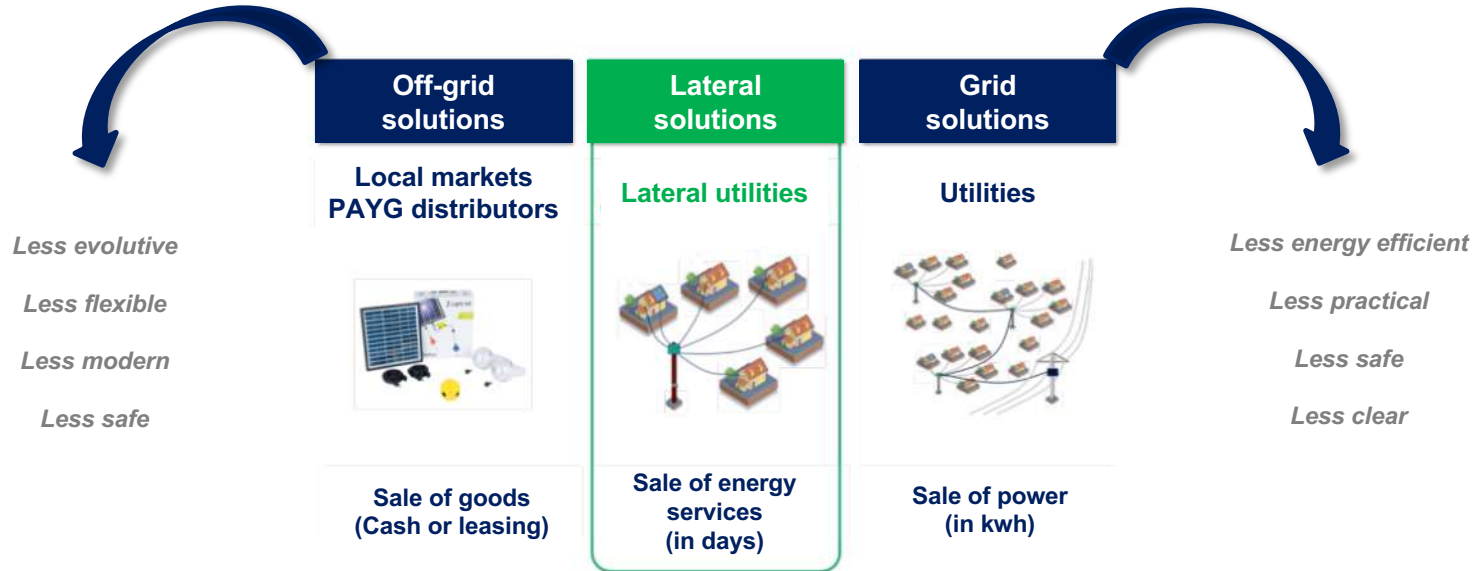 Off-grid
solutions
Lateral
solutions
Grid
solutions
Local markets
PAYG distributors
Lateral utilities
Utilities
Less evolutive
Less flexible
Less modern
Less safe
Less energy efficient
Less practical
Less safe
Less clear
Sale of goods
(Cash or leasing)
Sale of energy
services
(in days)
Sale of power
(in kwh)